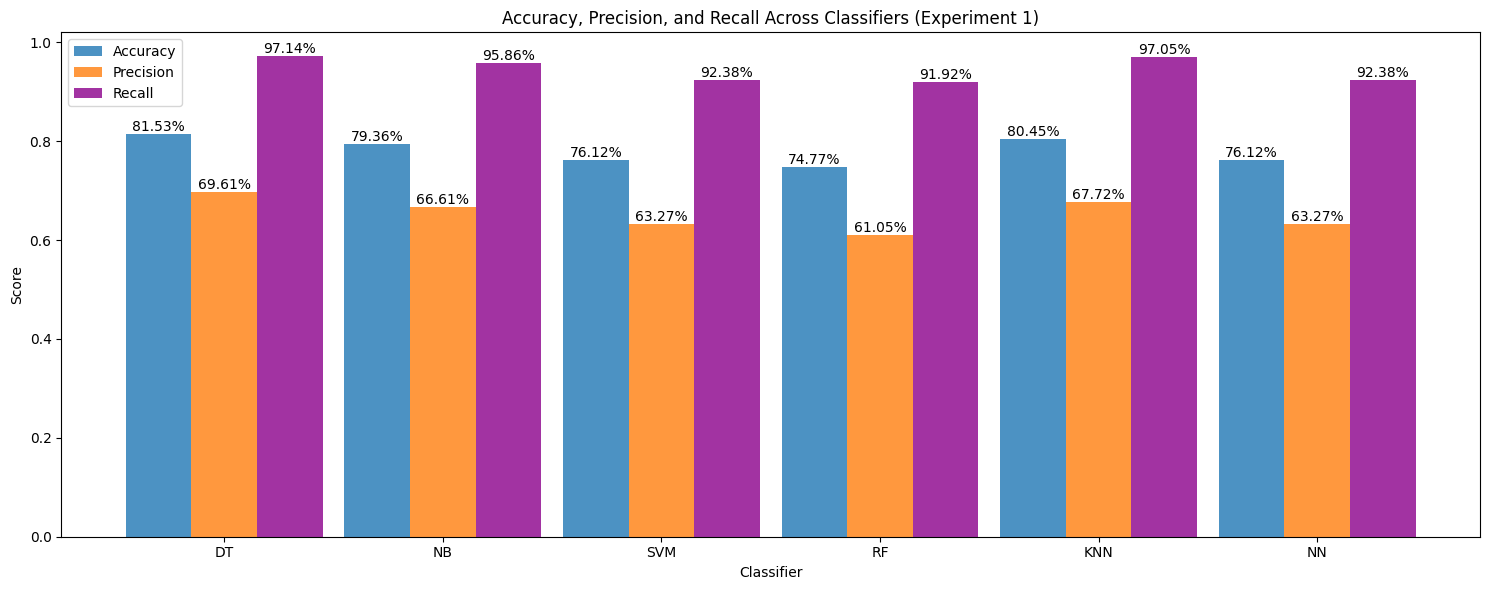 Accuracy, Precision, and Recall Across Classifiers (Experiment 1)
Accuracy
Precision
Recall
Score
1.0
0.8
0.6
0.4
0.2
0.0
81.53%
69.61%
97.14%
79.36%
66.61%
95.86%
76.12%
63.27%
92.38%
74.77%
61.05%
91.92%
80.45%
67.72%
97.05%
76.12%
63.27%
92.38%
DT
NB
SVM
RF
KNN
NN
Classifier